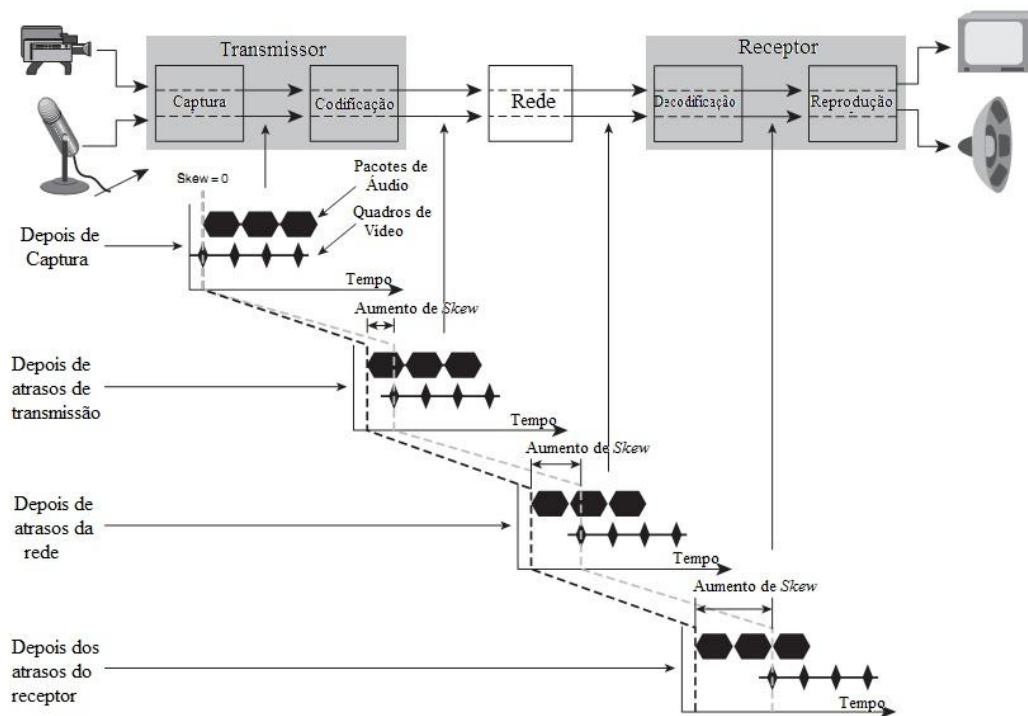 Transmissor
Receptor
Captura
Codificação
Rede
Decodificação
Reprodução
Skew = 0
Pacotes de
Áudio
Quadros de
Vídeo
Depois de
Captura
Tempo
Aumento de Skew
Depois de
atrasos de
transmissão
Tempo
Aumento de Skew
Depois de
atrasos da
rede
Tempo
Aumento de Skew
Depois dos
atrasos do
receptor
Tempo